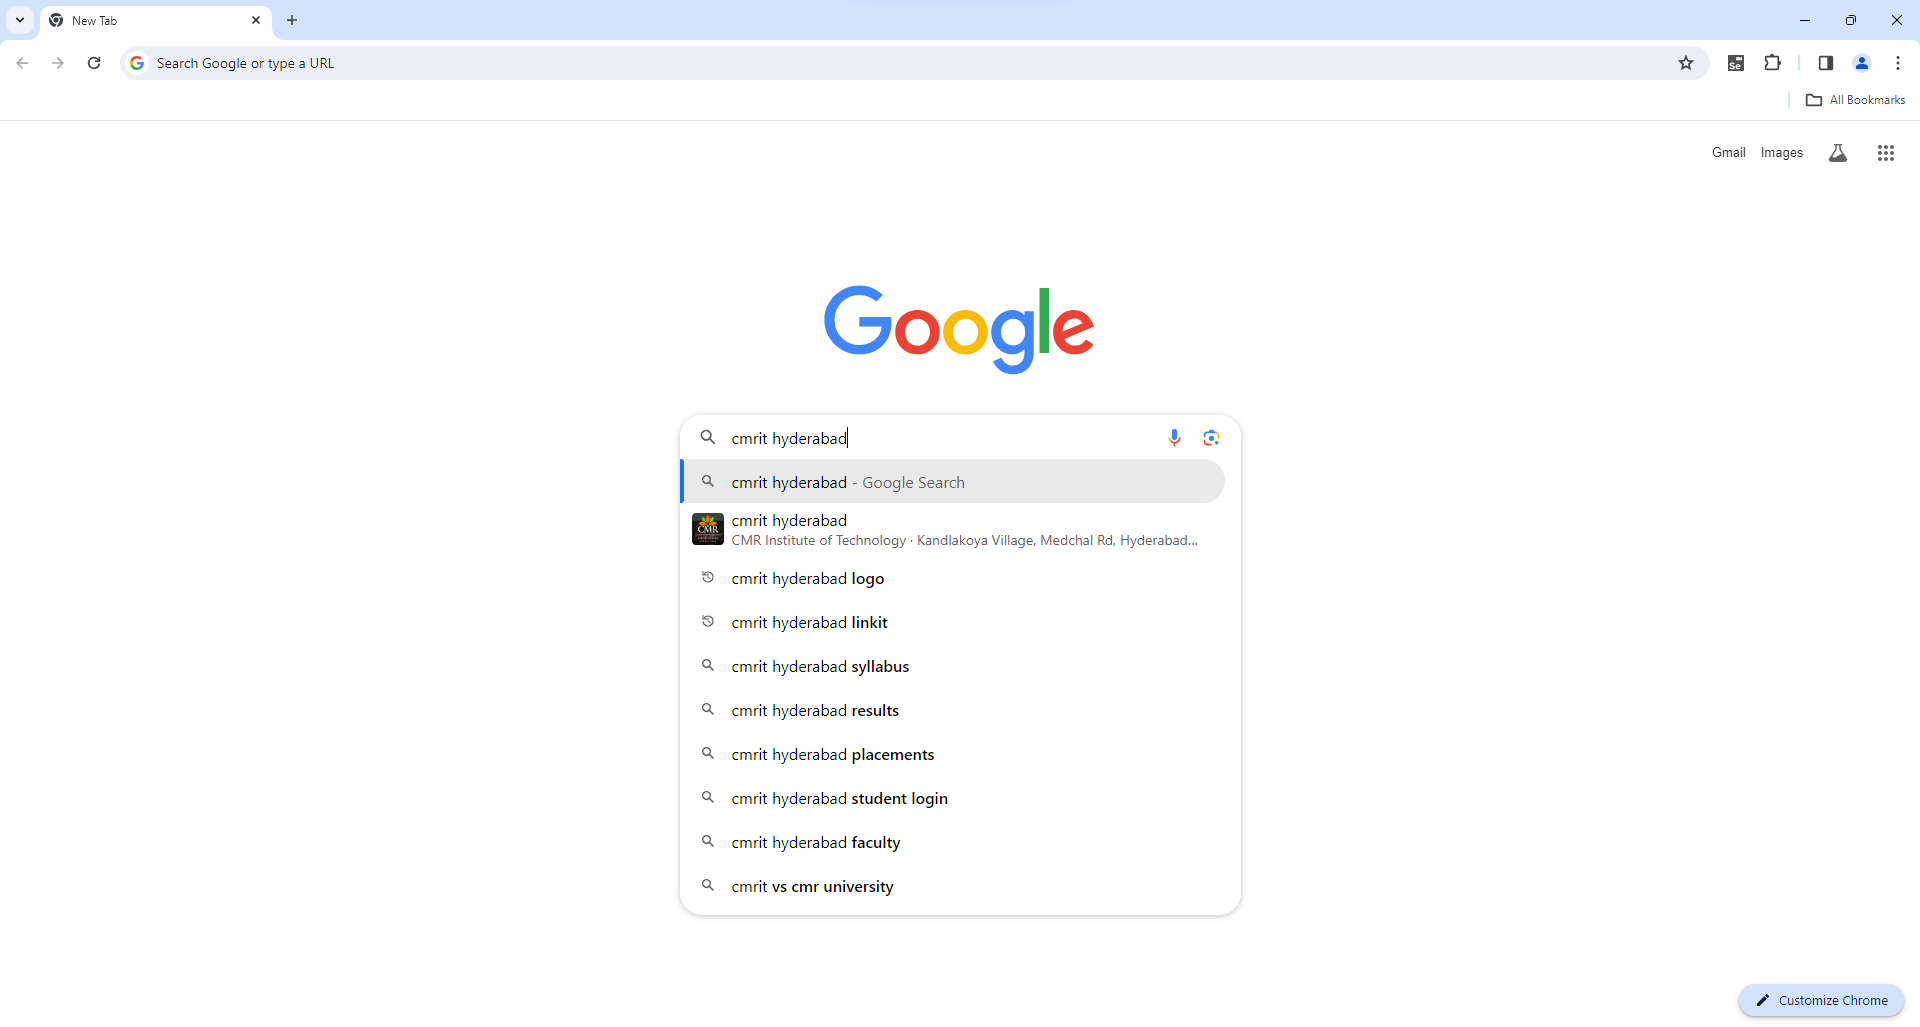 New Tab
Search Google or type a URL
Se
All Bookmarks
Gmail Images
Google
cmrit hyderabad
cmrit hyderabad - Google Search
CMR
cmrit hyderabad
CMR Institute of Technology · Kandlakoya Village, Medchal Rd, Hyderabad...
cmrit hyderabad logo
cmrit hyderabad linkit
cmrit hyderabad syllabus
cmrit hyderabad results
cmrit hyderabad placements
cmrit hyderabad student login
cmrit hyderabad faculty
cmrit vs cmr university
Customize Chrome